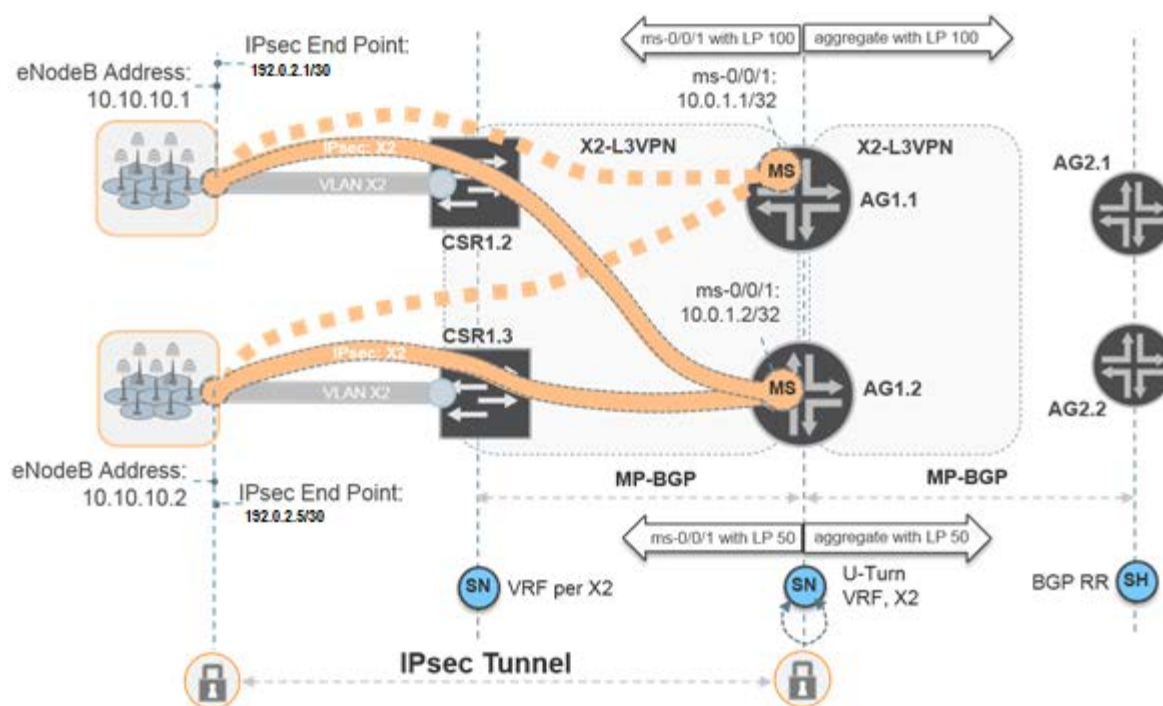 ms-0/0/1 with LP 100
aggregate with LP 100
IPsec End Point:
192.0.2.1/30
eNodeB Address:
10.10.10.1
ms-0/0/1:
10.0.1.1/32
IPsec: X2
VLAN X2
CSR1.2
X2-L3VPN
MS
AG1.1
X2-L3VPN
AG2.1
ms-0/0/1:
10.0.1.2/32
CSR1.3
IPsec: X2
VLAN X2
MS
AG1.2
AG2.2
eNodeB Address:
10.10.10.2
IPsec End Point:
192.0.2.5/30
MP-BGP
MP-BGP
ms-0/0/1 with LP 50
aggregate with LP 50
SN
VRF per X2
SN
U-Turn
VRF, X2
BGP RR
SH
IPsec Tunnel